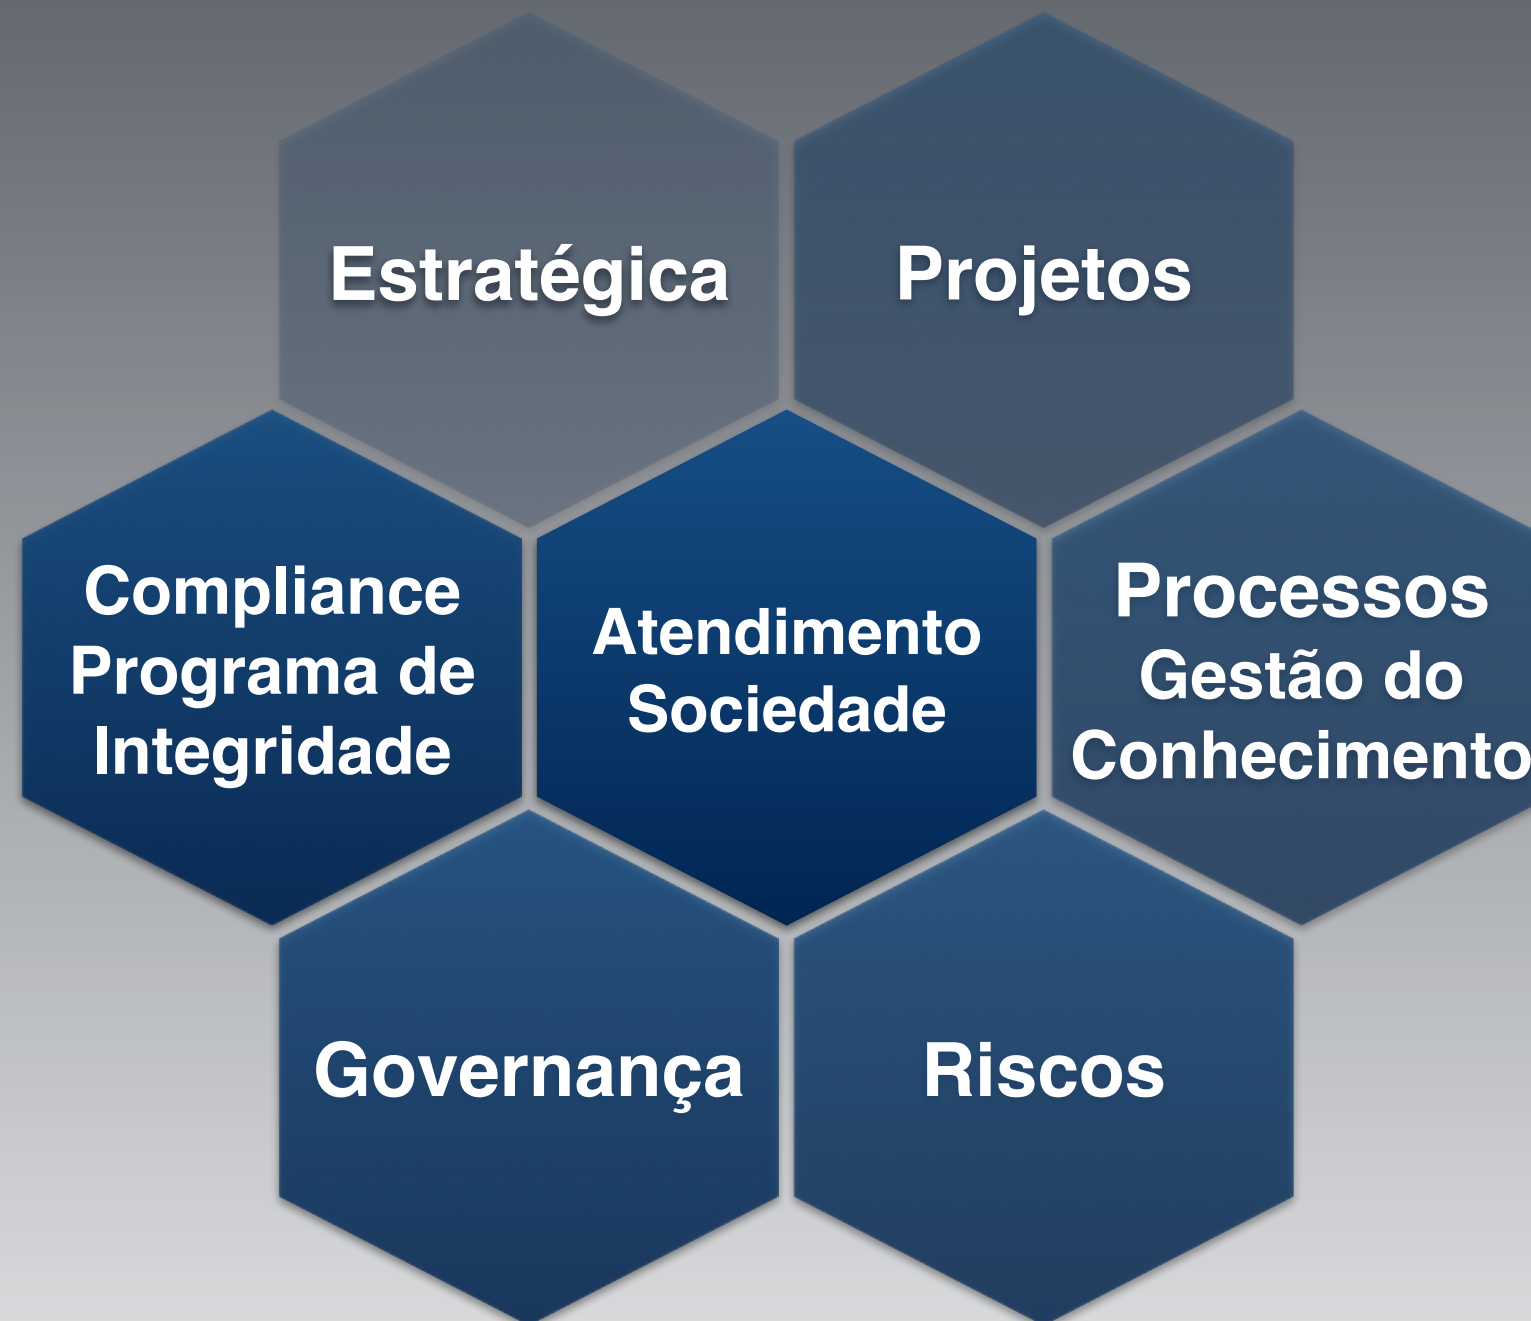 Estratégica
Projetos
Compliance
Programa de
Integridade
Atendimento
Sociedade
Processos
Gestão do
Conhecimento
Governança
Riscos